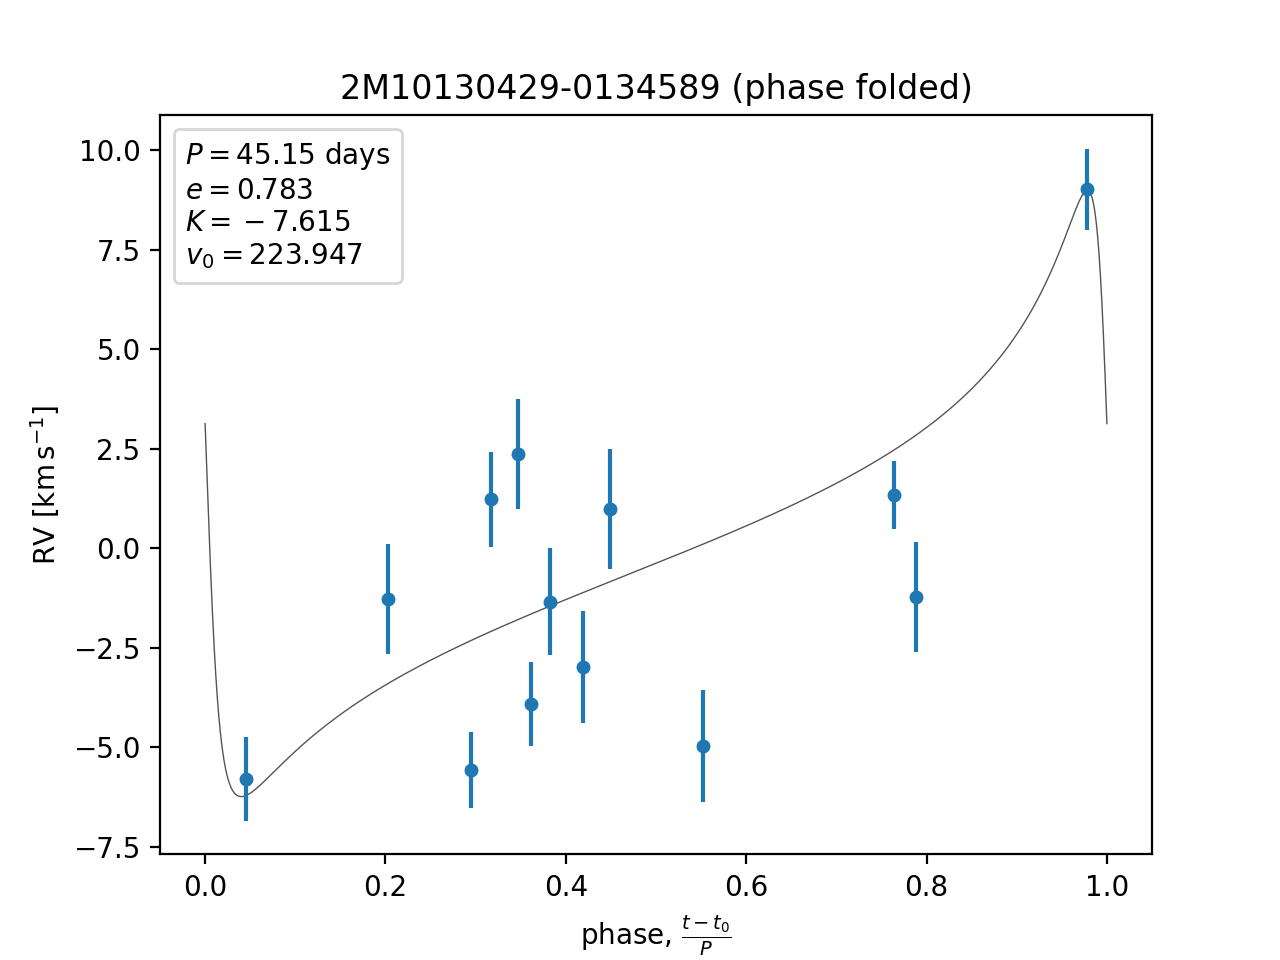 2M10130429-0134589 (phase folded)
P = 45.15 days
e = 0.783
K = −7.615
v₀ = 223.947
10.0
7.5
5.0
2.5
0.0
−2.5
−5.0
−7.5
RV [km s⁻¹]
0.0 0.2 0.4 0.6 0.8 1.0
phase, (t − t₀)/P